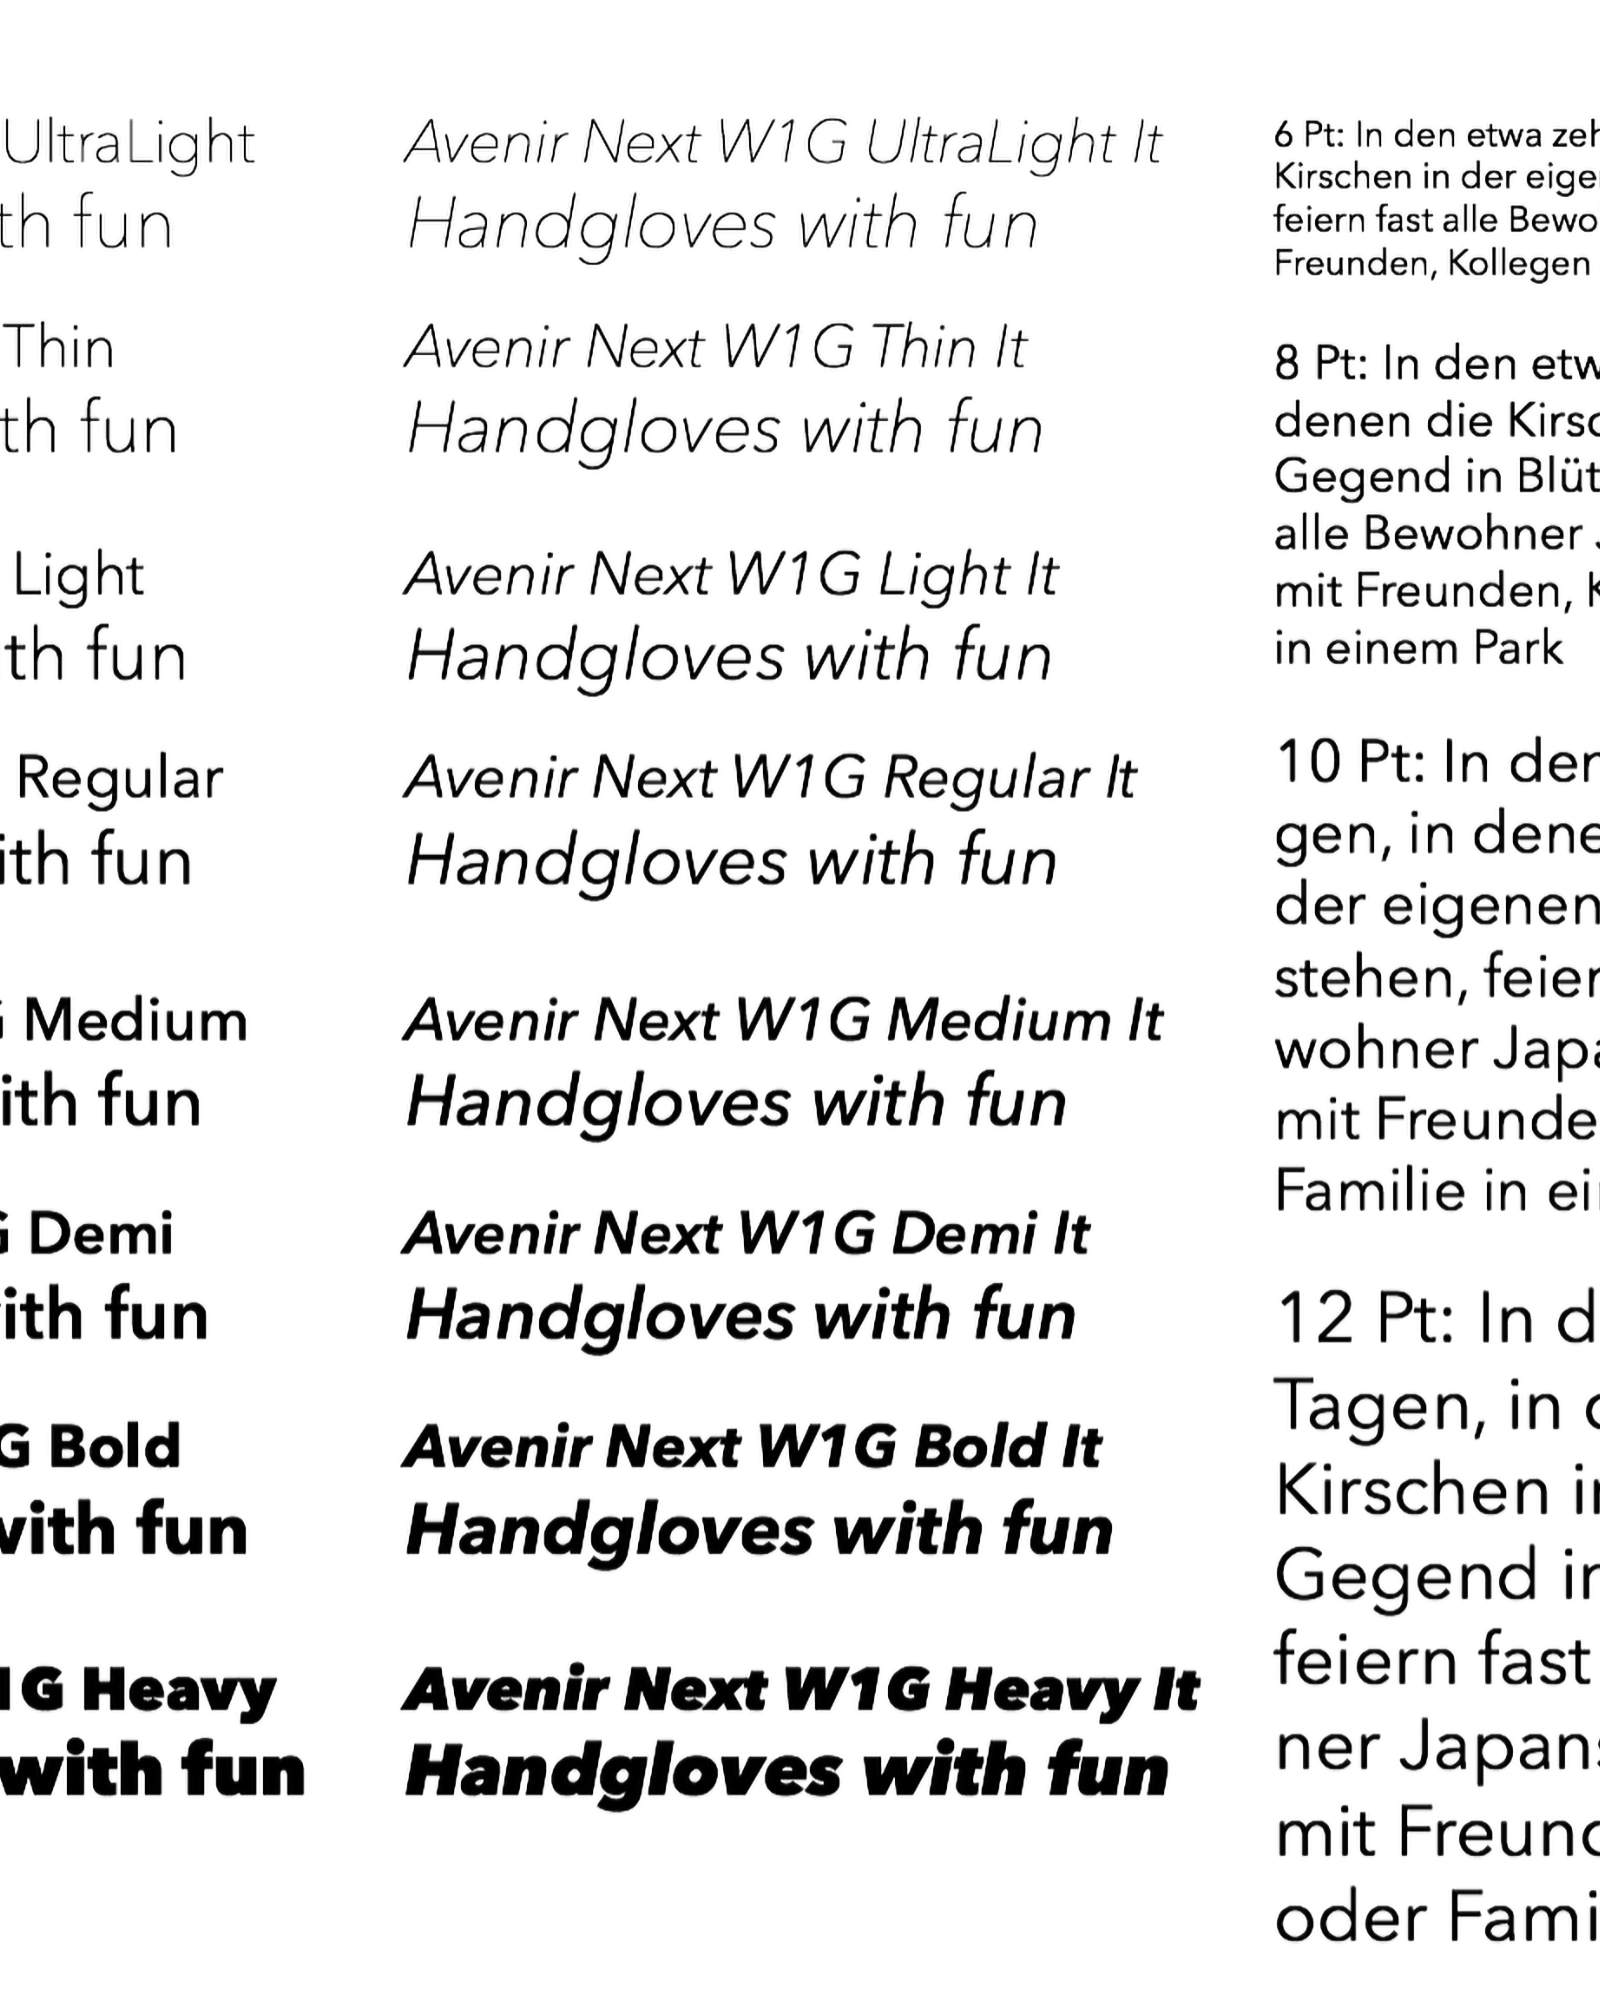 UltraLight
th fun
Thin
th fun
Light
th fun
Regular
ith fun
Medium
ith fun
G Demi
ith fun
G Bold
with fun
1G Heavy
with fun
Avenir Next W1G UltraLight It
Handgloves with fun
Avenir Next W1G Thin It
Handgloves with fun
Avenir Next W1G Light It
Handgloves with fun
Avenir Next W1G Regular It
Handgloves with fun
Avenir Next W1G Medium It
Handgloves with fun
Avenir Next W1G Demi It
Handgloves with fun
Avenir Next W1G Bold It
Handgloves with fun
Avenir Next W1G Heavy It
Handgloves with fun
6 Pt: In den etwa zeh
Kirschen in der eigen
feiern fast alle Bewo
Freunden, Kollegen
8 Pt: In den etw
denen die Kirsc
Gegend in Blüt
alle Bewohner J
mit Freunden, K
in einem Park
10 Pt: In den
gen, in dene
der eigenen
stehen, feier
wohner Japa
mit Freunde
Familie in ein
12 Pt: In d
Tagen, in d
Kirschen in
Gegend in
feiern fast
ner Japans
mit Freund
oder Fami